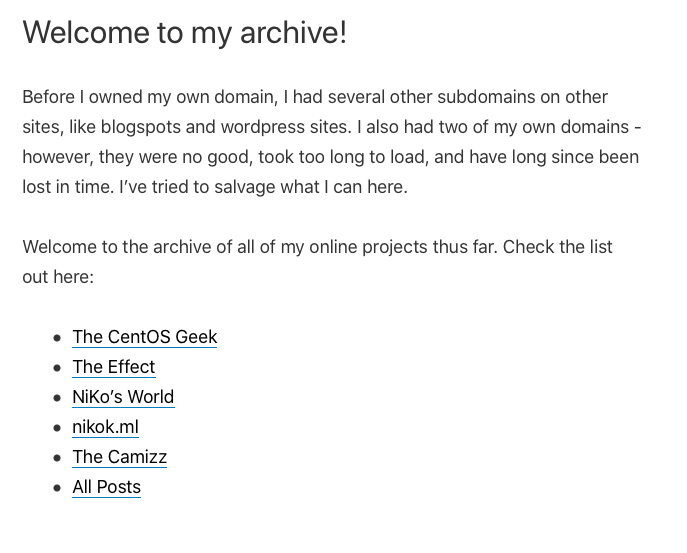 Welcome to my archive!
Before I owned my own domain, I had several other subdomains on other
sites, like blogspots and wordpress sites. I also had two of my own domains -
however, they were no good, took too long to load, and have long since been
lost in time. I’ve tried to salvage what I can here.
Welcome to the archive of all of my online projects thus far. Check the list
out here:
• The CentOS Geek
• The Effect
• NiKo’s World
• nikok.ml
• The Camizz
• All Posts